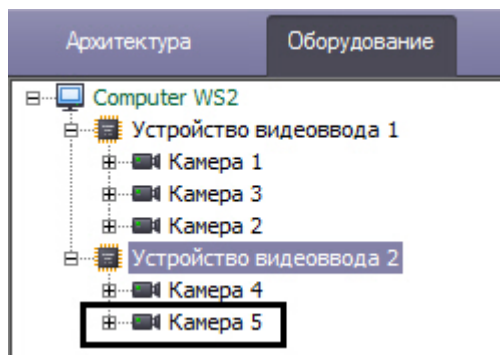 Архитектура Оборудование
Computer WS2
Устройство видеоввода 1
Камера 1
Камера 3
Камера 2
Устройство видеоввода 2
Камера 4
Камера 5